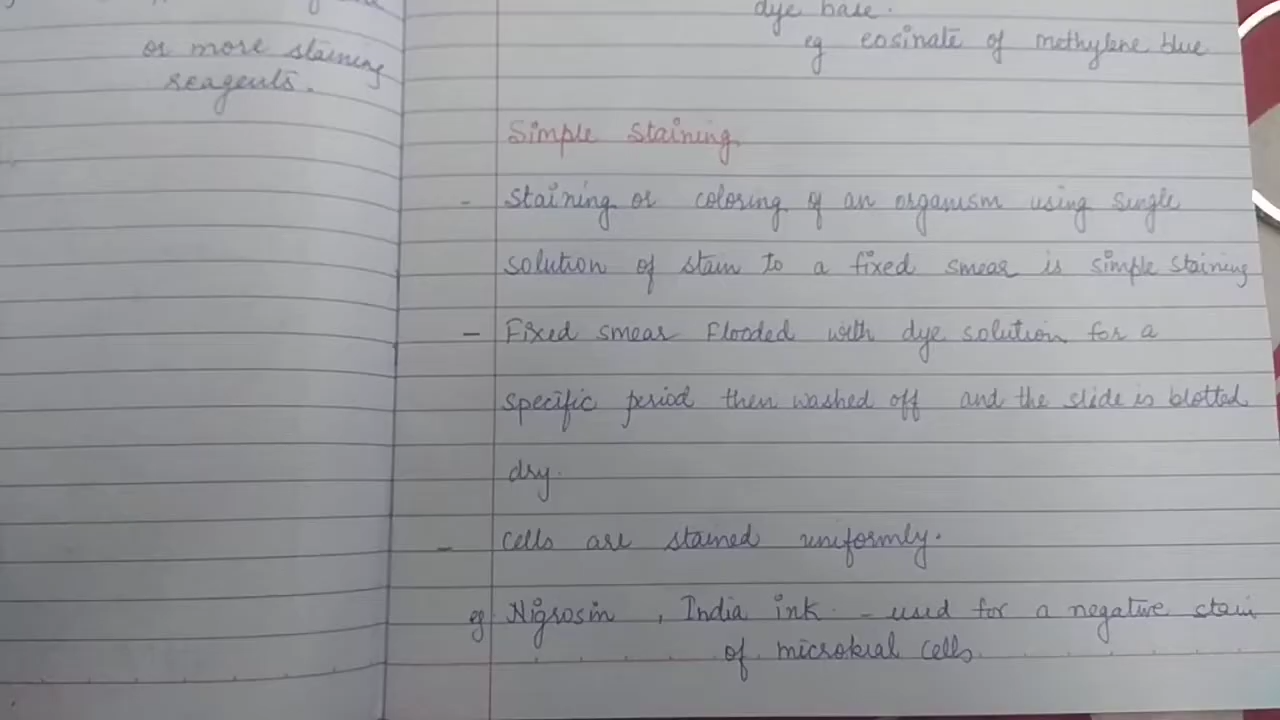 or more staining
reagents.
dye base.
eg eosinate of methylene blue
Simple staining
- staining or coloring of an organism using single
solution of stain to a fixed smear is simple staining
- Fixed smear flooded with dye solution for a
specific period then washed off and the slide is blotted
dry.
- cells are stained uniformly.
eg Nigrosin, India ink - used for a negative stain
of microbial cells